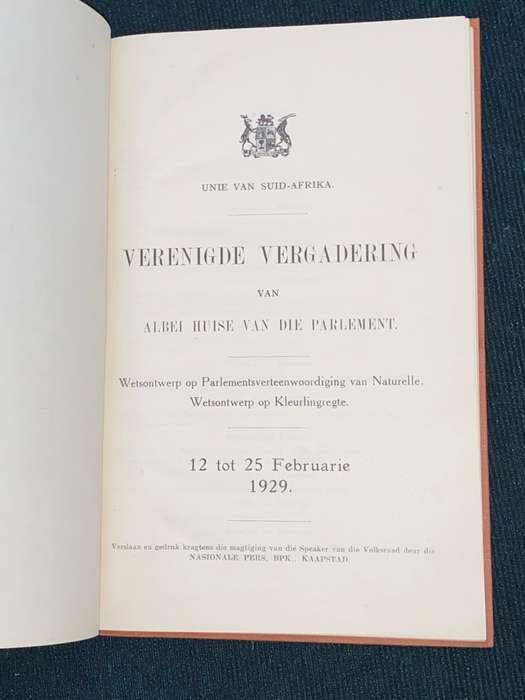 UNIE VAN SUID-AFRIKA.
VERENIGDE VERGADERING
VAN
ALBEI HUISE VAN DIE PARLEMENT.
Wetsontwerp op Parlementsverteenwoordiging van Naturelle.
Wetsontwerp op Kleurlingregte.
12 tot 25 Februarie
1929.
Verslaan en gedruk kragtens die magtiging van die Speaker van die Volksraad deur die
NASIONALE PERS, BPK., KAAPSTAD.